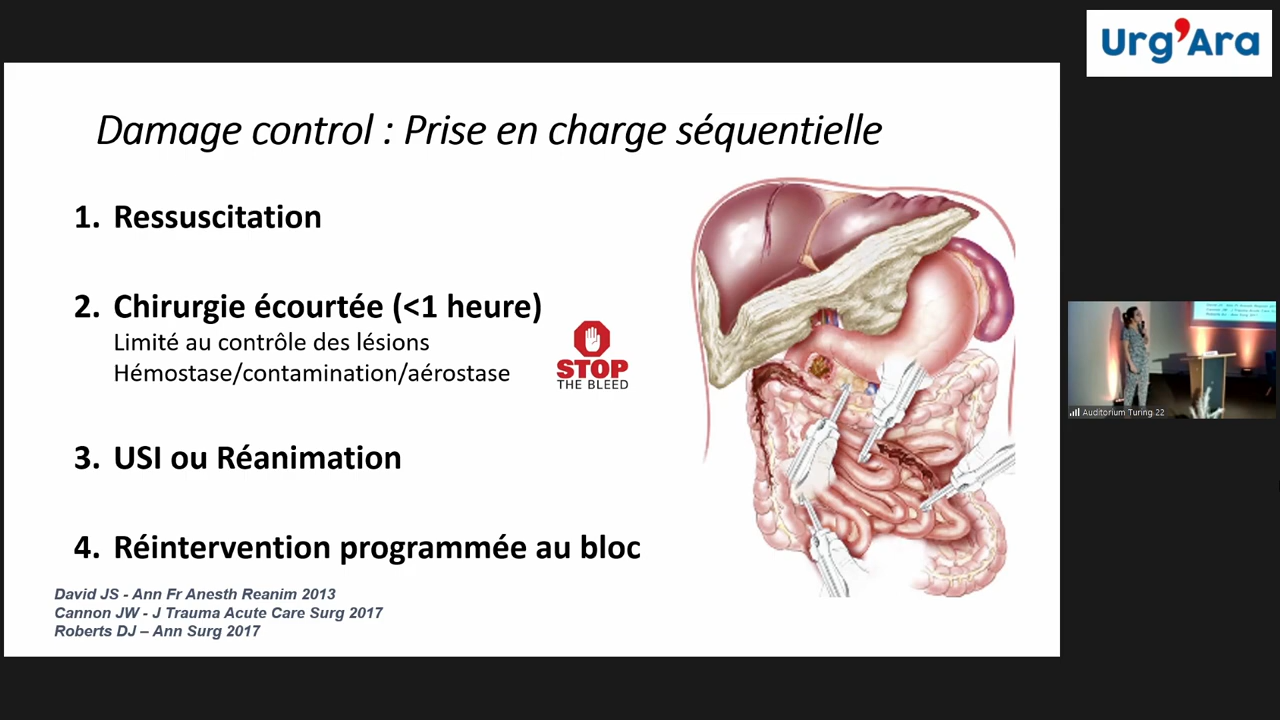 Urg'Ara
Damage control : Prise en charge séquentielle
1. Ressuscitation
2. Chirurgie écourtée (<1 heure)
Limité au contrôle des lésions
Hémostase/contamination/aérostase
STOP
THE BLEED
3. USI ou Réanimation
4. Réintervention programmée au bloc
David JS - Ann Fr Anesth Reanim 2013
Cannon JW - J Trauma Acute Care Surg 2017
Roberts DJ – Ann Surg 2017
Auditorium Turing 22